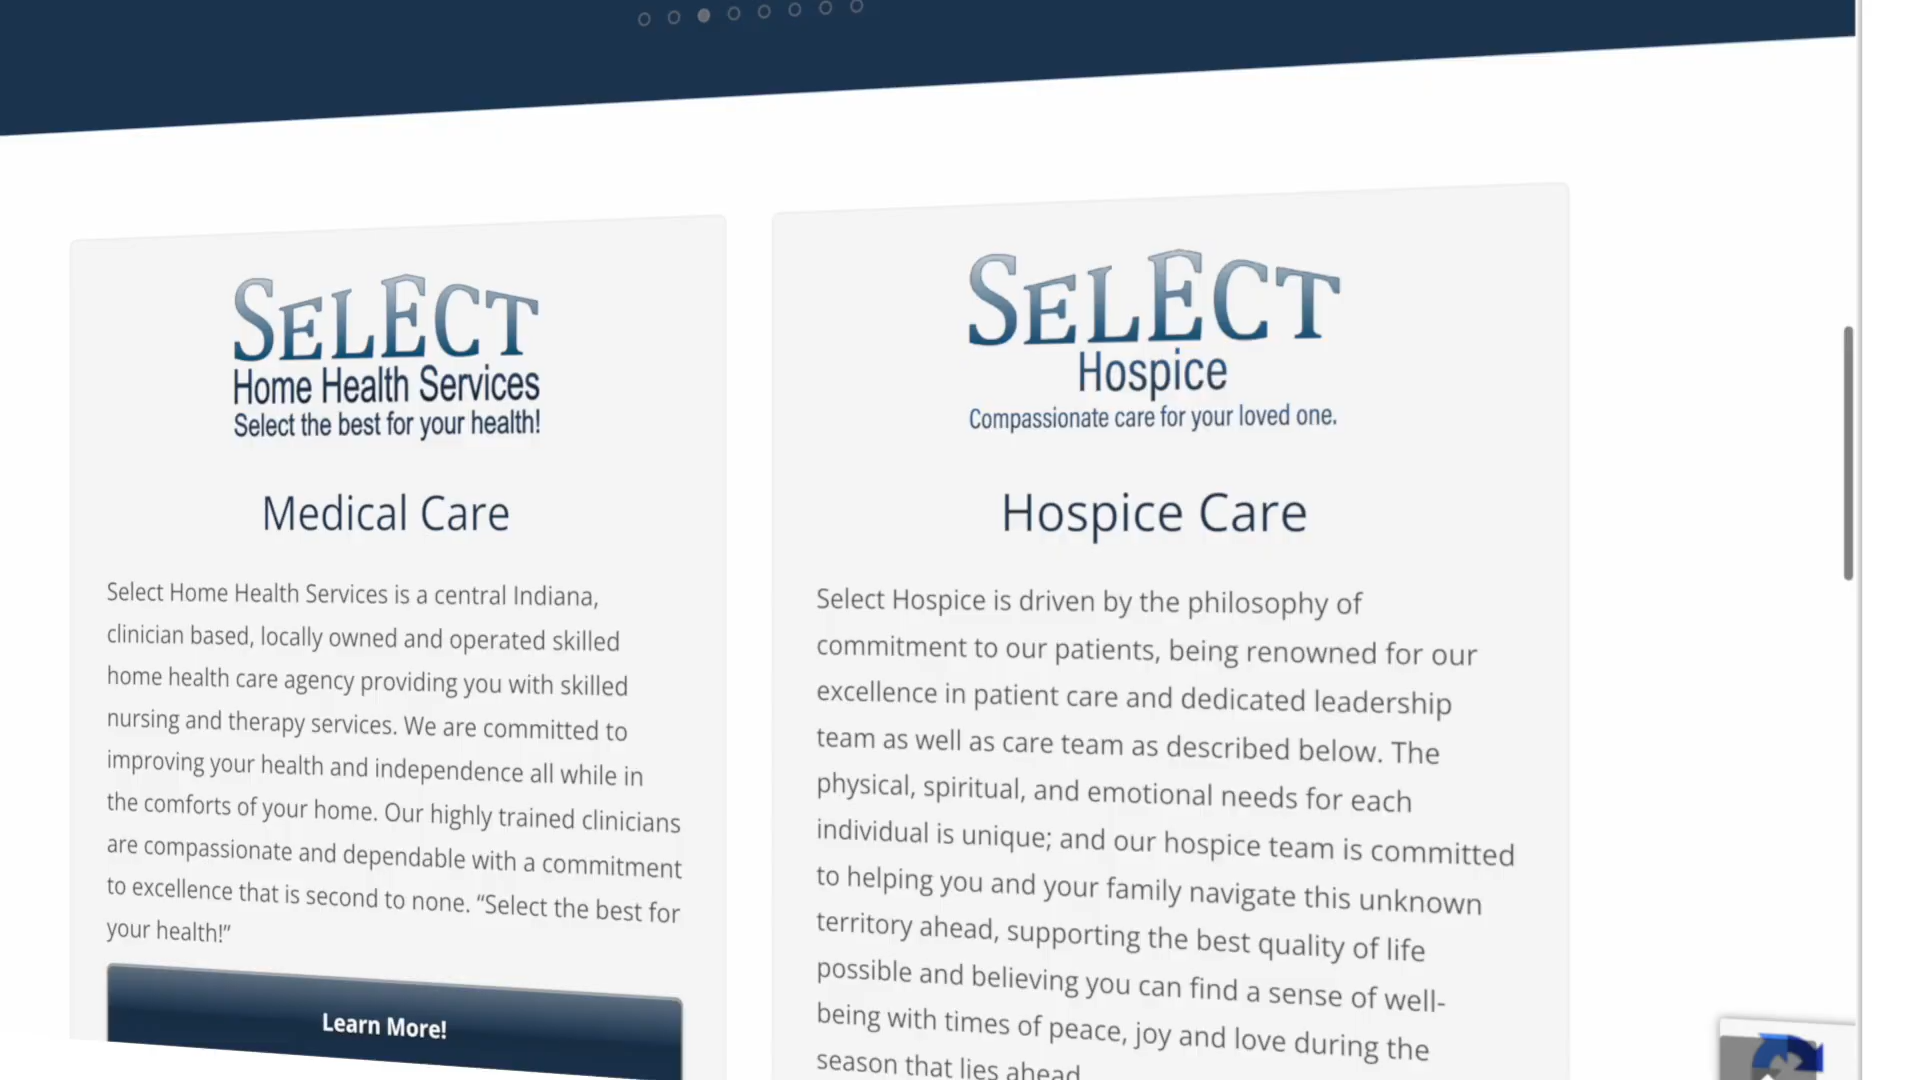 SELECT
Home Health Services
Select the best for your health!
Medical Care
Select Home Health Services is a central Indiana,
clinician based, locally owned and operated skilled
home health care agency providing you with skilled
nursing and therapy services. We are committed to
improving your health and independence all while in
the comforts of your home. Our highly trained clinicians
are compassionate and dependable with a commitment
to excellence that is second to none. “Select the best for
your health!”
Learn More!
SELECT
Hospice
Compassionate care for your loved one.
Hospice Care
Select Hospice is driven by the philosophy of
commitment to our patients, being renowned for our
excellence in patient care and dedicated leadership
team as well as care team as described below. The
physical, spiritual, and emotional needs for each
individual is unique; and our hospice team is committed
to helping you and your family navigate this unknown
territory ahead, supporting the best quality of life
possible and believing you can find a sense of well-
being with times of peace, joy and love during the
season that lies ahead